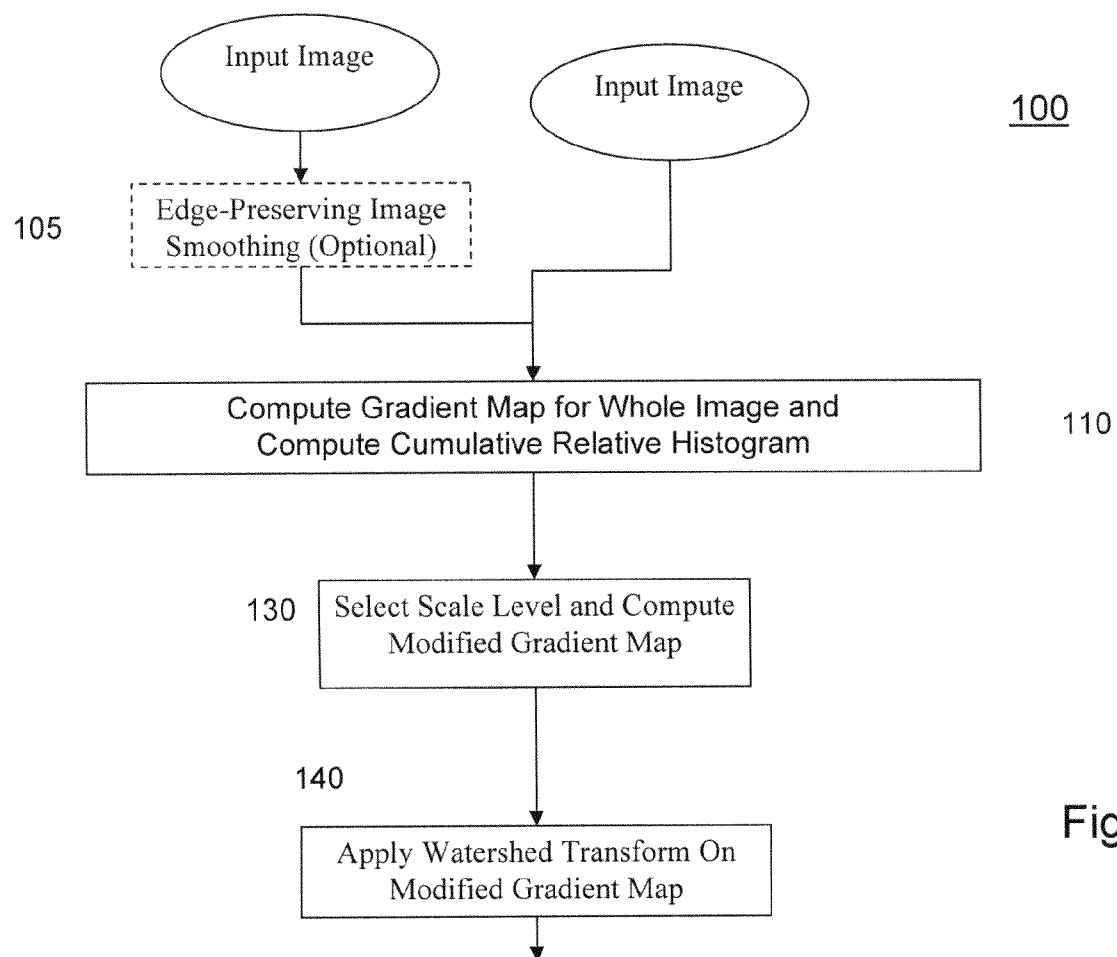 Input Image
Input Image
100
105
Edge-Preserving Image
Smoothing (Optional)
Compute Gradient Map for Whole Image and
Compute Cumulative Relative Histogram
110
130
Select Scale Level and Compute
Modified Gradient Map
140
Apply Watershed Transform On
Modified Gradient Map
Fig